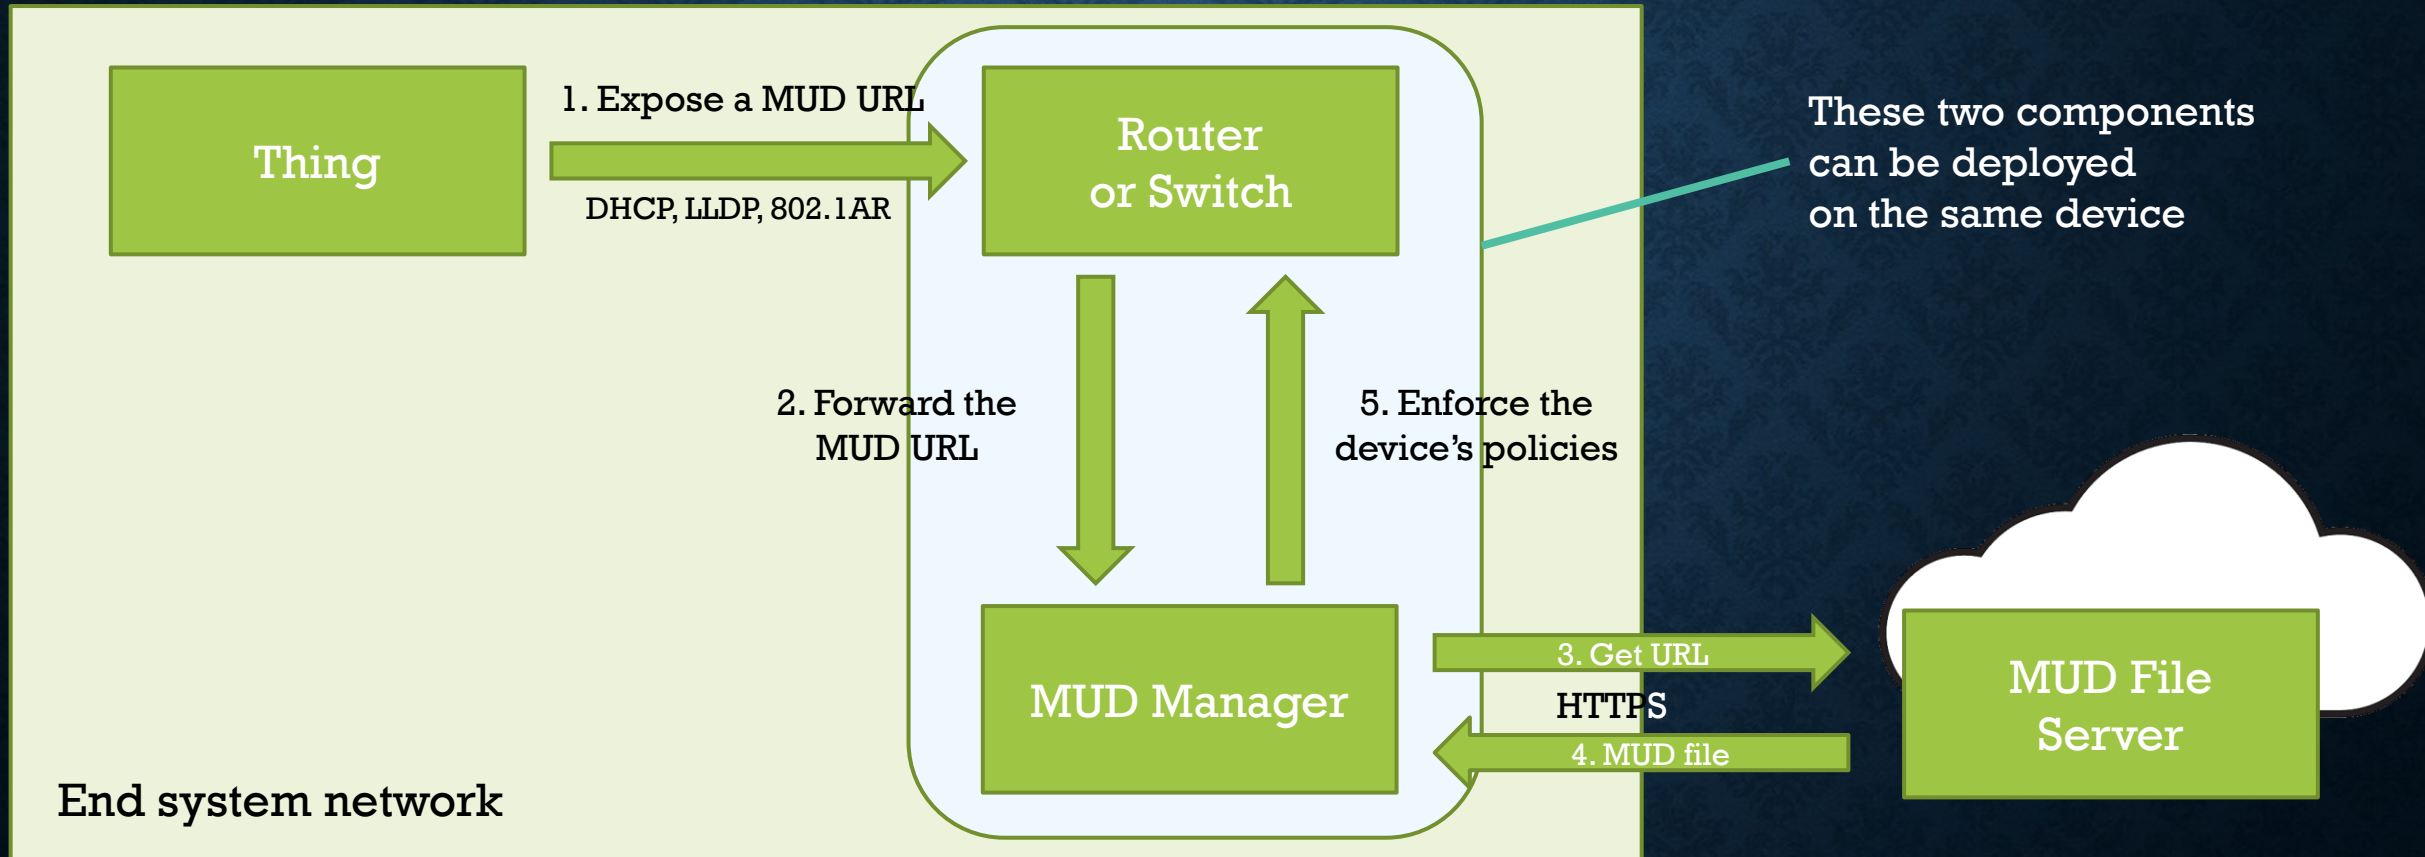 Thing
1. Expose a MUD URL
DHCP, LLDP, 802.1AR
Router
or Switch
These two components
can be deployed
on the same device
2. Forward the
MUD URL
5. Enforce the
device’s policies
MUD Manager
3. Get URL
HTTPS
4. MUD file
MUD File
Server
End system network